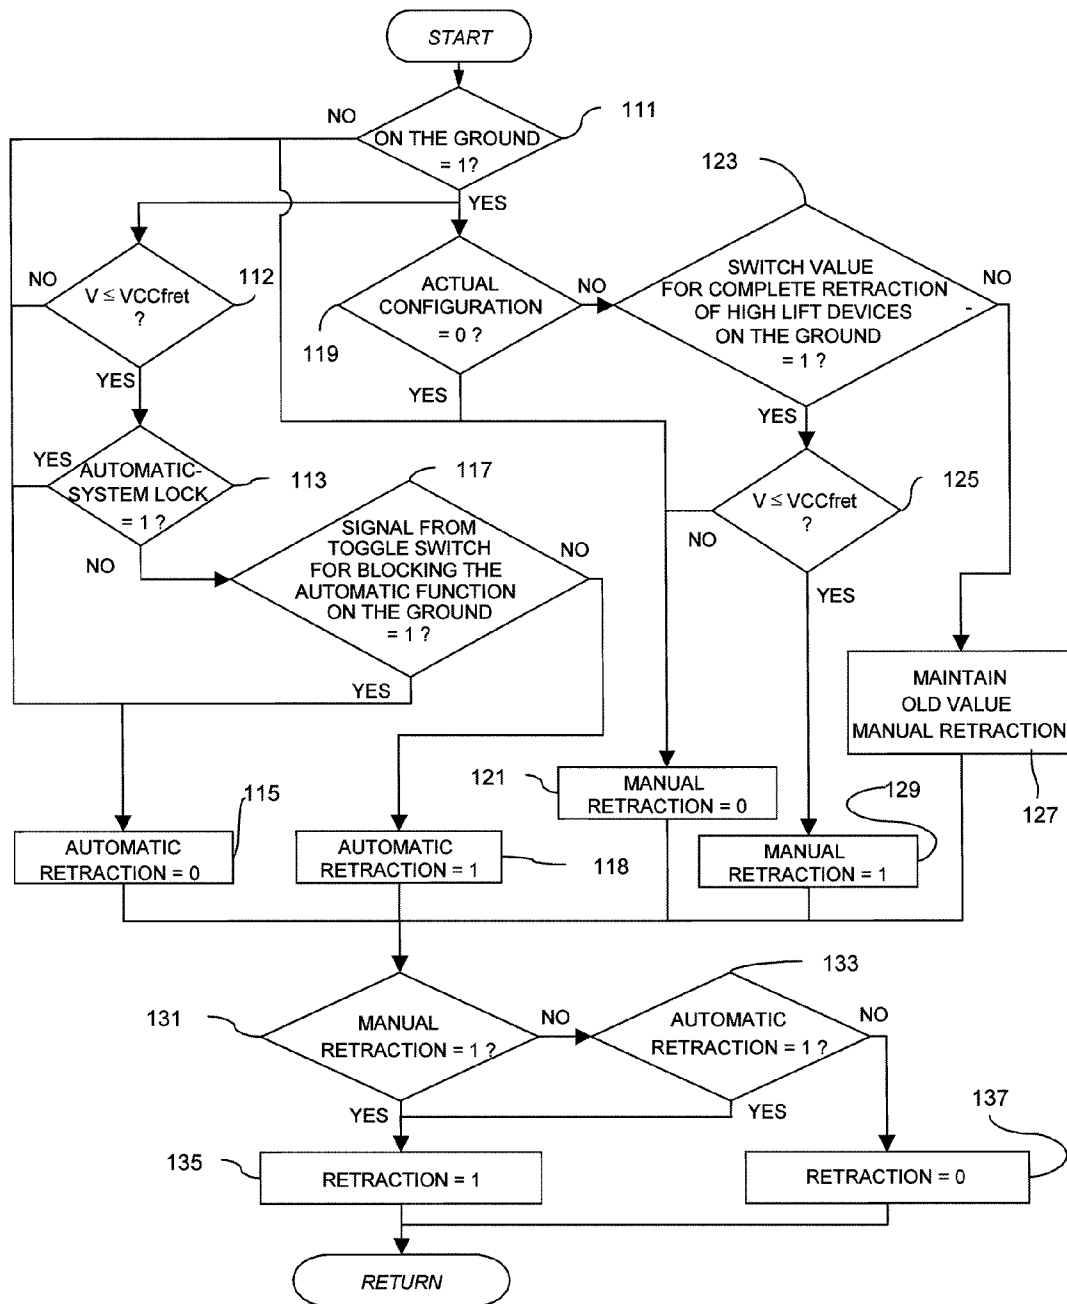 START
NO
111
ON THE GROUND
= 1?
YES
123
NO
V ≤ VCCfret
?
112
YES
ACTUAL
CONFIGURATION
= 0 ?
119
NO
YES
SWITCH VALUE
FOR COMPLETE RETRACTION
OF HIGH LIFT DEVICES
ON THE GROUND
= 1 ?
NO
YES
YES
AUTOMATIC-
SYSTEM LOCK
= 1 ?
113
NO
117
SIGNAL FROM
TOGGLE SWITCH
FOR BLOCKING THE
AUTOMATIC FUNCTION
ON THE GROUND
= 1 ?
NO
YES
V ≤ VCCfret
?
125
NO
YES
MAINTAIN
OLD VALUE
MANUAL RETRACTION
127
121
MANUAL
RETRACTION = 0
129
MANUAL
RETRACTION = 1
115
AUTOMATIC
RETRACTION = 0
AUTOMATIC
RETRACTION = 1
118
131
MANUAL
RETRACTION = 1 ?
NO
YES
133
AUTOMATIC
RETRACTION = 1 ?
NO
YES
135
RETRACTION = 1
137
RETRACTION = 0
RETURN